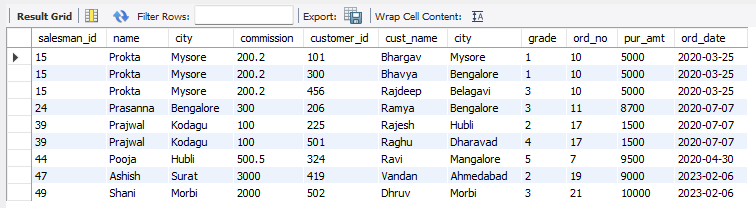 Result Grid Filter Rows: Export: Wrap Cell Content:
salesman_id name city commission customer_id cust_name city grade ord_no pur_amt ord_date
15 Prokta Mysore 200.2 101 Bhargav Mysore 1 10 5000 2020-03-25
15 Prokta Mysore 200.2 300 Bhavya Bengalore 1 10 5000 2020-03-25
15 Prokta Mysore 200.2 456 Rajdeep Belagavi 3 10 5000 2020-03-25
24 Prasanna Bengalore 300 206 Ramya Bengalore 3 11 8700 2020-07-07
39 Prajwal Kodagu 100 225 Rajesh Hubli 2 17 1500 2020-07-07
39 Prajwal Kodagu 100 501 Raghu Dharavad 4 17 1500 2020-07-07
44 Pooja Hubli 500.5 324 Ravi Mangalore 5 7 9500 2020-04-30
47 Ashish Surat 3000 419 Vandan Ahmedabad 2 19 9000 2023-02-06
49 Shani Morbi 2000 502 Dhruv Morbi 3 21 10000 2023-02-06